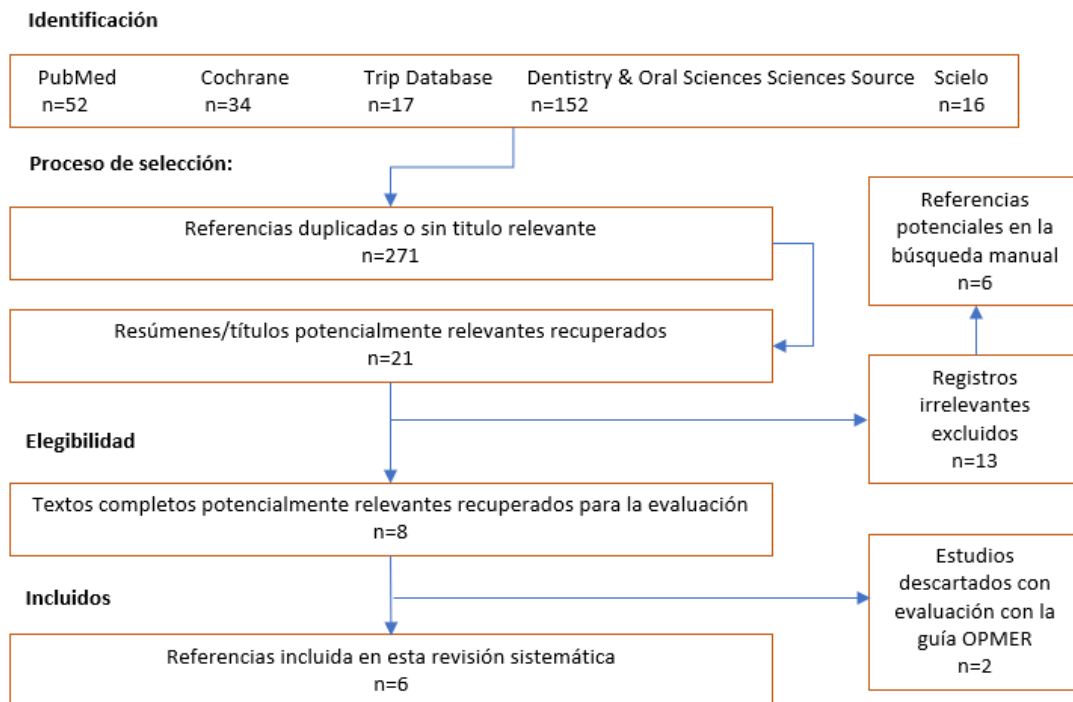 Identificación
PubMed Cochrane Trip Database Dentistry & Oral Sciences Sciences Source Scielo
n=52 n=34 n=17 n=152 n=16
Proceso de selección:
Referencias duplicadas o sin titulo relevante
n=271
Referencias
potenciales en la
búsqueda manual
n=6
Resúmenes/títulos potencialmente relevantes recuperados
n=21
Registros
irrelevantes
excluidos
n=13
Elegibilidad
Textos completos potencialmente relevantes recuperados para la evaluación
n=8
Estudios
descartados con
evaluación con la
guía OPMER
n=2
Incluidos
Referencias incluida en esta revisión sistemática
n=6